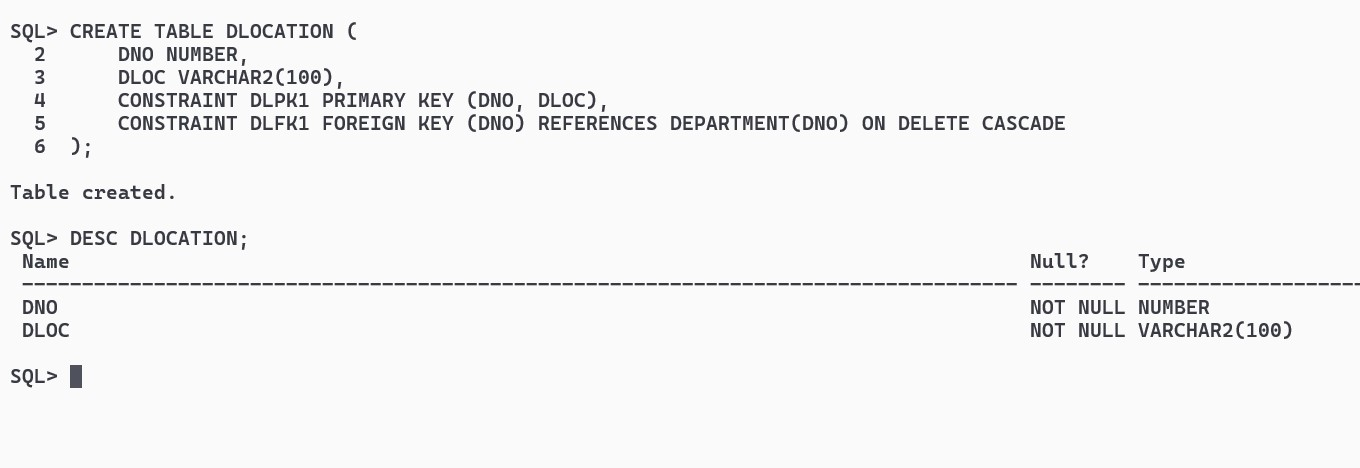 SQL> CREATE TABLE DLOCATION (
  2      DNO NUMBER,
  3      DLOC VARCHAR2(100),
  4      CONSTRAINT DLPK1 PRIMARY KEY (DNO, DLOC),
  5      CONSTRAINT DLFK1 FOREIGN KEY (DNO) REFERENCES DEPARTMENT(DNO) ON DELETE CASCADE
  6  );
Table created.
SQL> DESC DLOCATION;
 Name                                                                                Null?    Type
 ----------------------------------------------------------------------------------- -------- -------------------
 DNO                                                                                 NOT NULL NUMBER
 DLOC                                                                                NOT NULL VARCHAR2(100)
SQL>